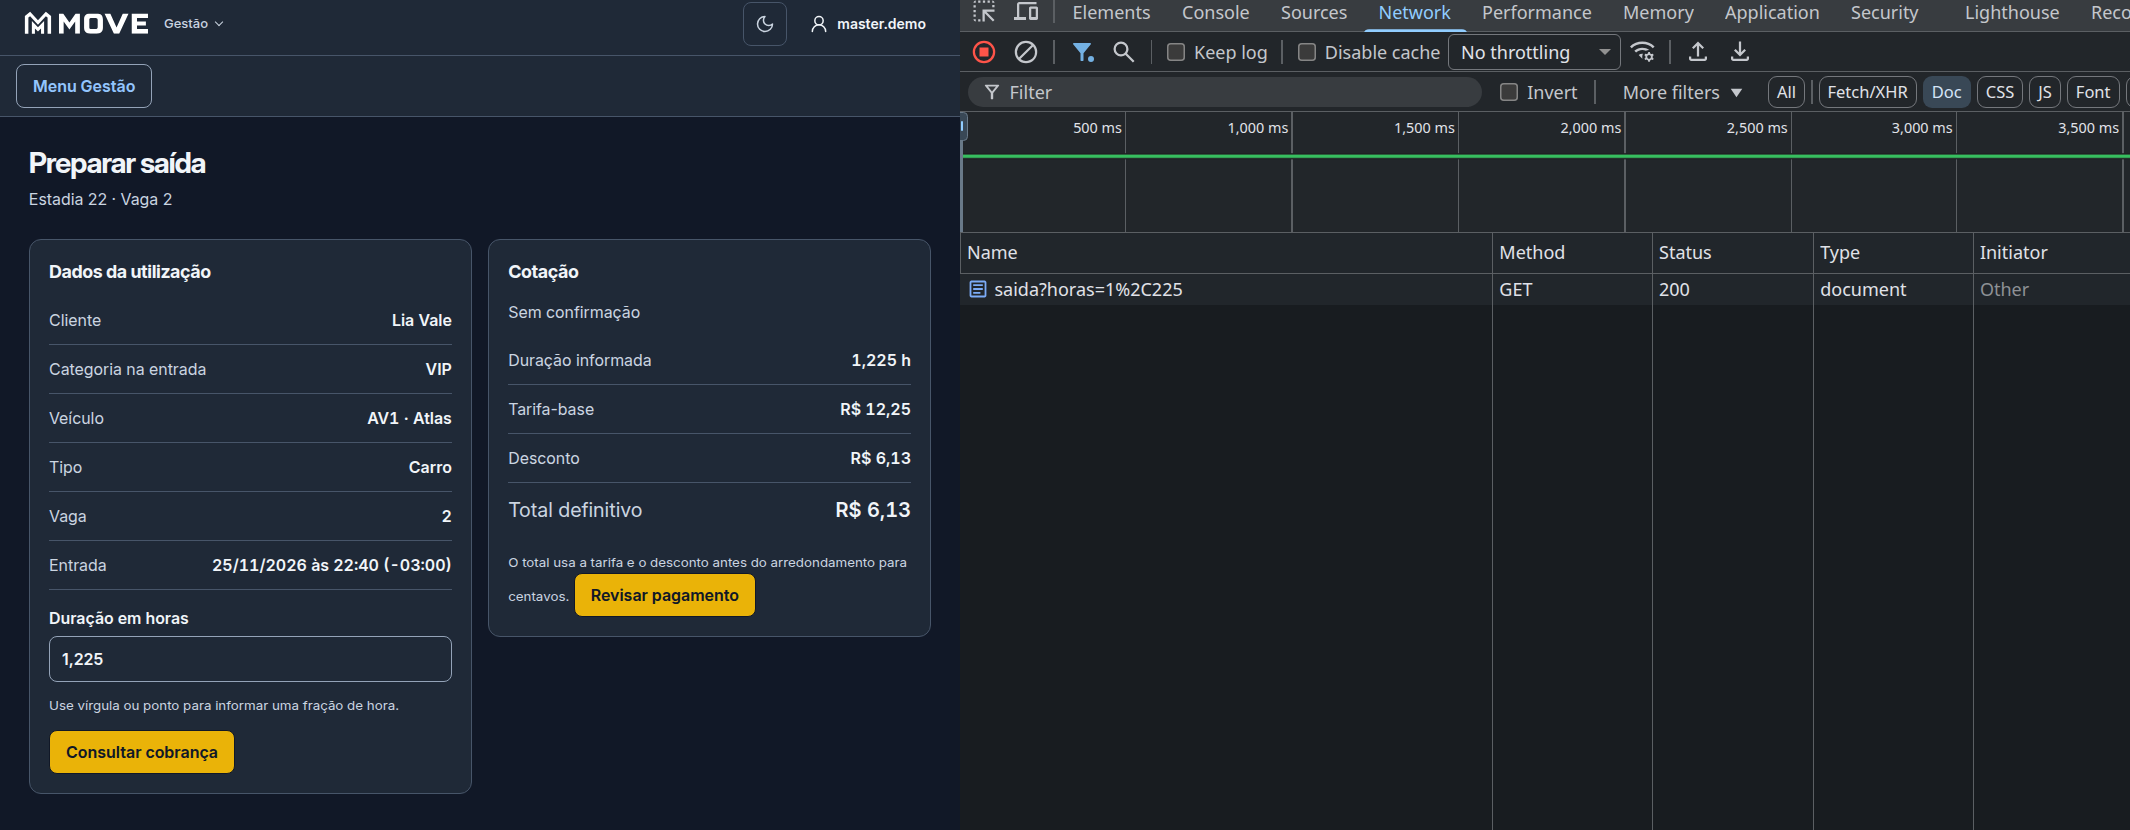 MOVE Gestão master.demo
Menu Gestão
Preparar saída
Estadia 22 · Vaga 2
Dados da utilização
Cliente Lia Vale
Categoria na entrada VIP
Veículo AV1 · Atlas
Tipo Carro
Vaga 2
Entrada 25/11/2026 às 22:40 (-03:00)
Duração em horas
1,225
Use vírgula ou ponto para informar uma fração de hora.
Consultar cobrança
Cotação
Sem confirmação
Duração informada 1,225 h
Tarifa-base R$ 12,25
Desconto R$ 6,13
Total definitivo R$ 6,13
O total usa a tarifa e o desconto antes do arredondamento para
centavos. Revisar pagamento
Elements Console Sources Network Performance Memory Application Security Lighthouse Reco
Keep log Disable cache No throttling
Filter Invert More filters All Fetch/XHR Doc CSS JS Font
500 ms 1,000 ms 1,500 ms 2,000 ms 2,500 ms 3,000 ms 3,500 ms
Name Method Status Type Initiator
saida?horas=1%2C225 GET 200 document Other